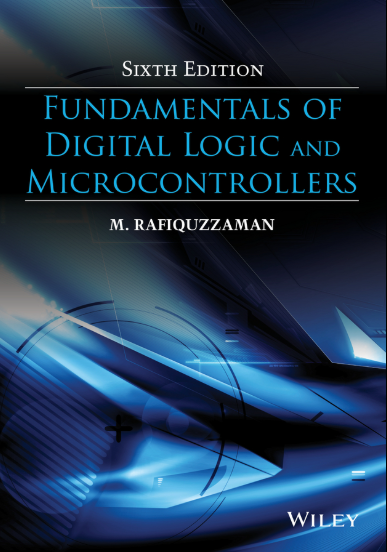 Sixth Edition
Fundamentals of
Digital Logic and
Microcontrollers
M. RAFIQUZZAMAN
WILEY